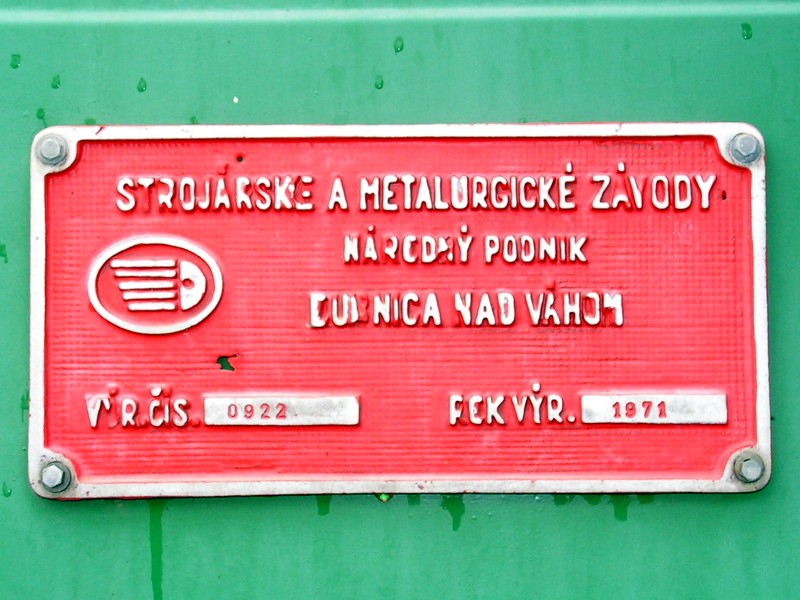 STROJÁRSKE A METALURGICKÉ ZÁVODY
NÁRODNÝ PODNIK
DUBNICA NAD VÁHOM
VÝR. ČÍS. 0922
ROK VÝR. 1971